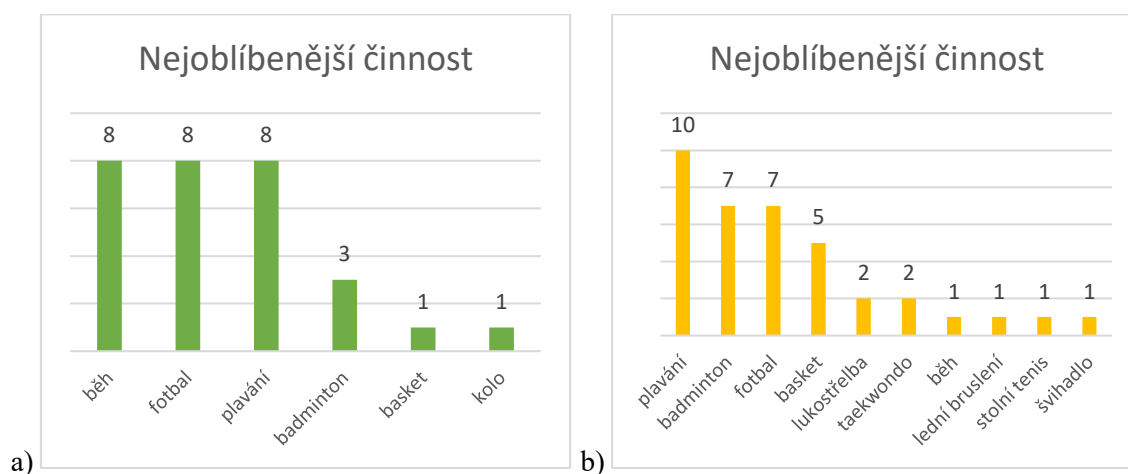 Nejoblíbenější činnost
8
8
8
3
1
1
běh
fotbal
plavání
badminton
basket
kolo
a)
Nejoblíbenější činnost
10
7
7
5
2
2
1
1
1
1
plavání
badminton
fotbal
basket
lukostřelba
taekwondo
běh
lední bruslení
stolní tenis
švihadlo
b)